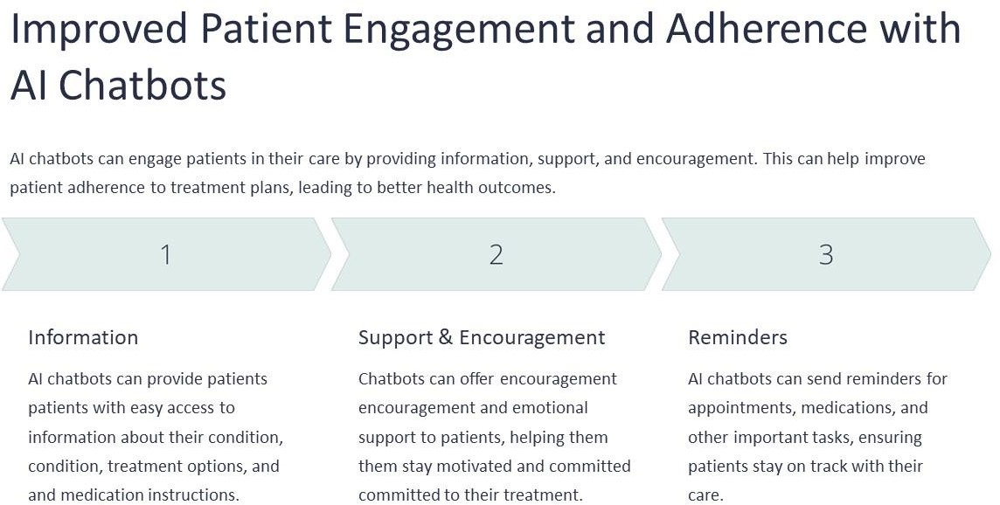 Improved Patient Engagement and Adherence with
AI Chatbots
AI chatbots can engage patients in their care by providing information, support, and encouragement. This can help improve
patient adherence to treatment plans, leading to better health outcomes.
1
2
3
Information
AI chatbots can provide patients
patients with easy access to
information about their condition,
condition, treatment options, and
and medication instructions.
Support & Encouragement
Chatbots can offer encouragement
encouragement and emotional
support to patients, helping them
them stay motivated and committed
committed to their treatment.
Reminders
AI chatbots can send reminders for
appointments, medications, and
other important tasks, ensuring
patients stay on track with their
care.